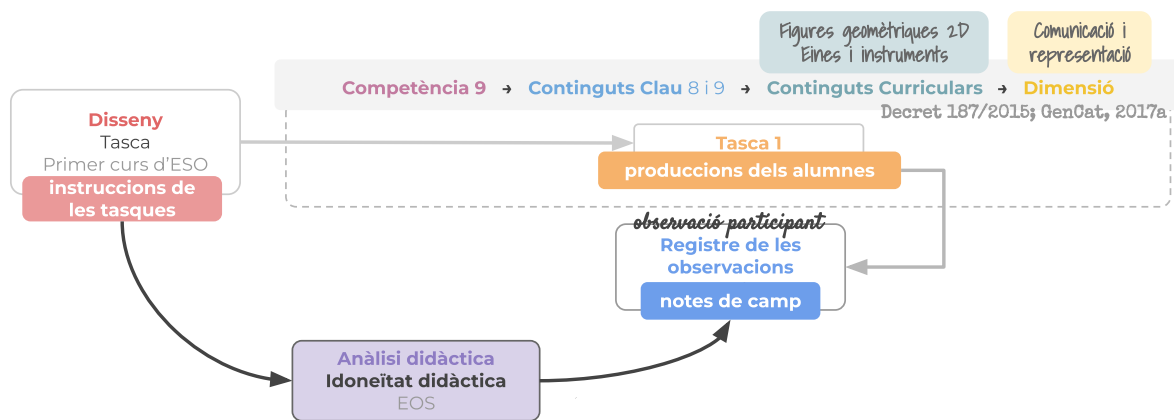 Figures geomètriques 2D
Eines i instruments
Comunicació i
representació
Competència 9 → Continguts Clau 8 i 9 → Continguts Curriculars → Dimensió
Decret 187/2015; GenCat, 2017a
Disseny
Tasca
Primer curs d'ESO
instruccions de
les tasques
Tasca 1
produccions dels alumnes
observació participant
Registre de les
observacions
notes de camp
Anàlisi didàctica
Idoneïtat didàctica
EOS